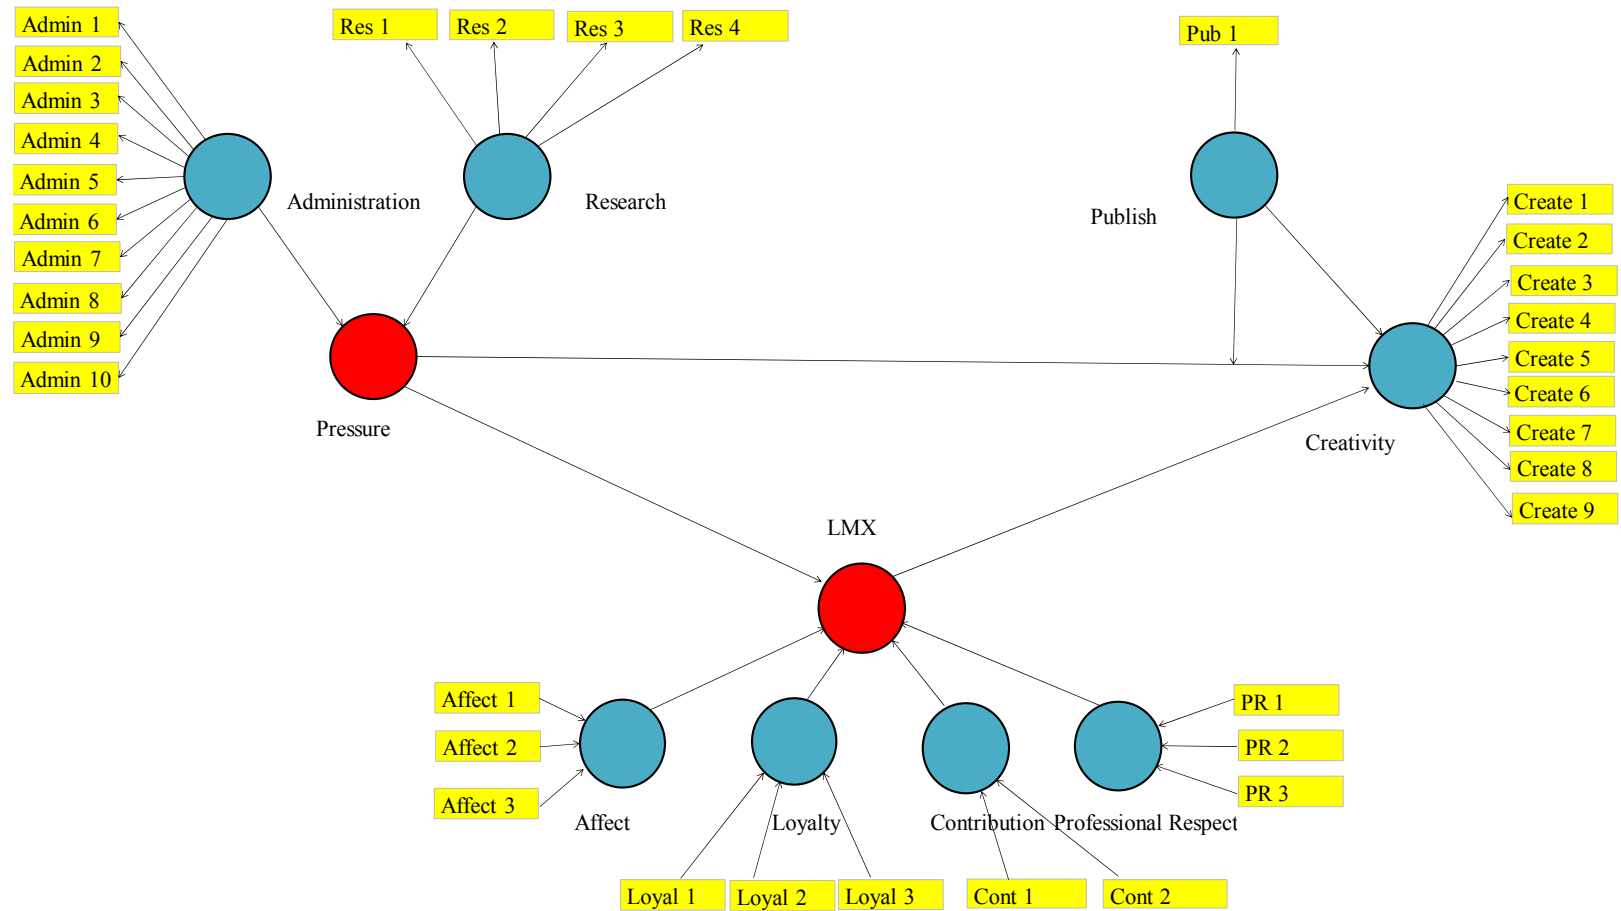 Admin 1
Admin 2
Admin 3
Admin 4
Admin 5
Admin 6
Admin 7
Admin 8
Admin 9
Admin 10
Res 1
Res 2
Res 3
Res 4
Pub 1
Administration
Research
Publish
Create 1
Create 2
Create 3
Create 4
Create 5
Create 6
Create 7
Create 8
Create 9
Pressure
Creativity
LMX
Affect 1
Affect 2
Affect 3
PR 1
PR 2
PR 3
Affect
Loyalty
Contribution
Professional Respect
Loyal 1
Loyal 2
Loyal 3
Cont 1
Cont 2